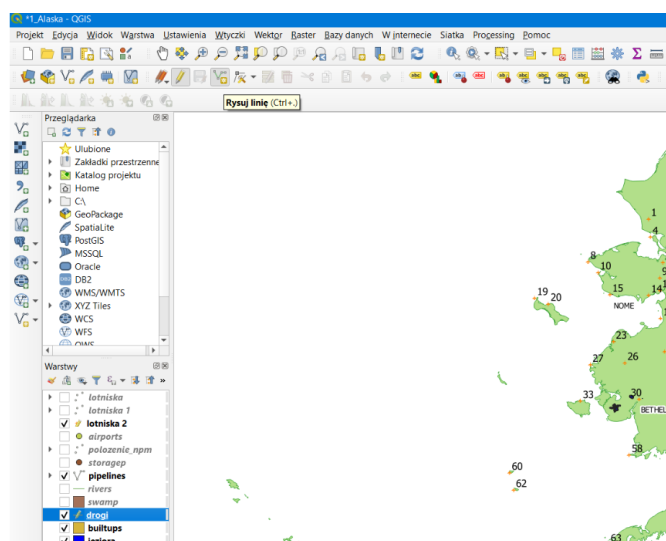 *1_Alaska - QGIS
Projekt Edycja Widok Warstwa Ustawienia Wtyczki Wektor Raster Bazy danych W internecie Siatka Processing Pomoc
Rysuj linię (Ctrl+.)
Przeglądarka
Ulubione
Zakładki przestrzenne
Katalog projektu
Home
C:\
GeoPackage
SpatiaLite
PostGIS
MSSQL
Oracle
DB2
WMS/WMTS
XYZ Tiles
WCS
WFS
OWS
Warstwy
lotniska
lotniska 1
lotniska 2
airports
polozenie_npm
storagep
pipelines
rivers
swamp
drogi
builtups
jeziora
1
4
8
10
9
15
14
NOME
19
20
23
27
26
33
30
BETHEL
58
60
62
63